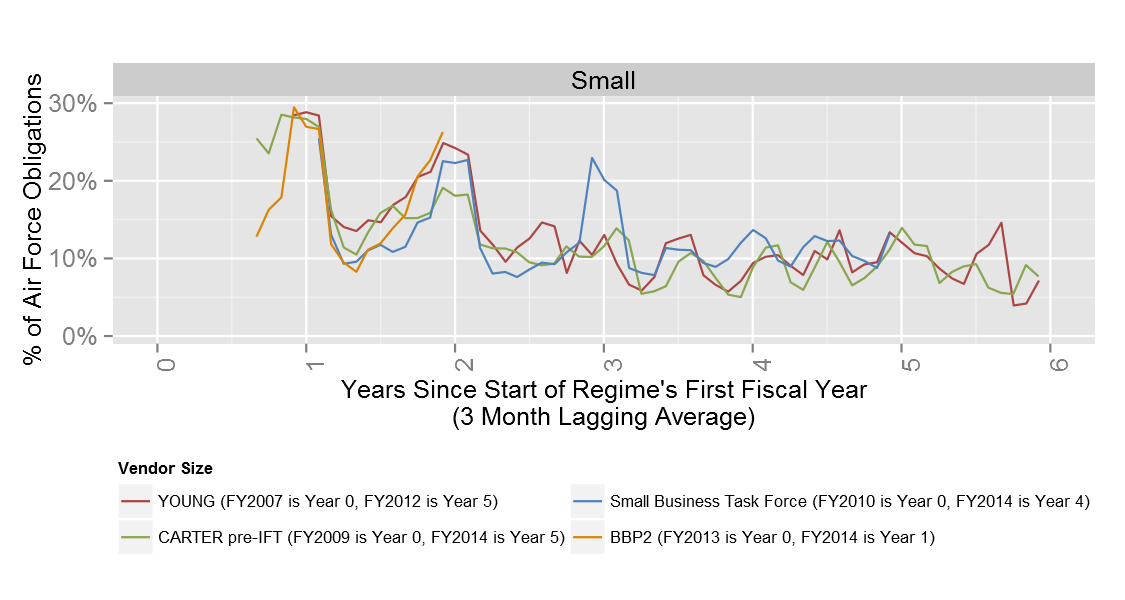 Small
% of Air Force Obligations
30%
20%
10%
0%
0 1 2 3 4 5 6
Years Since Start of Regime's First Fiscal Year
(3 Month Lagging Average)
Vendor Size
YOUNG (FY2007 is Year 0, FY2012 is Year 5)
Small Business Task Force (FY2010 is Year 0, FY2014 is Year 4)
CARTER pre-IFT (FY2009 is Year 0, FY2014 is Year 5)
BBP2 (FY2013 is Year 0, FY2014 is Year 1)